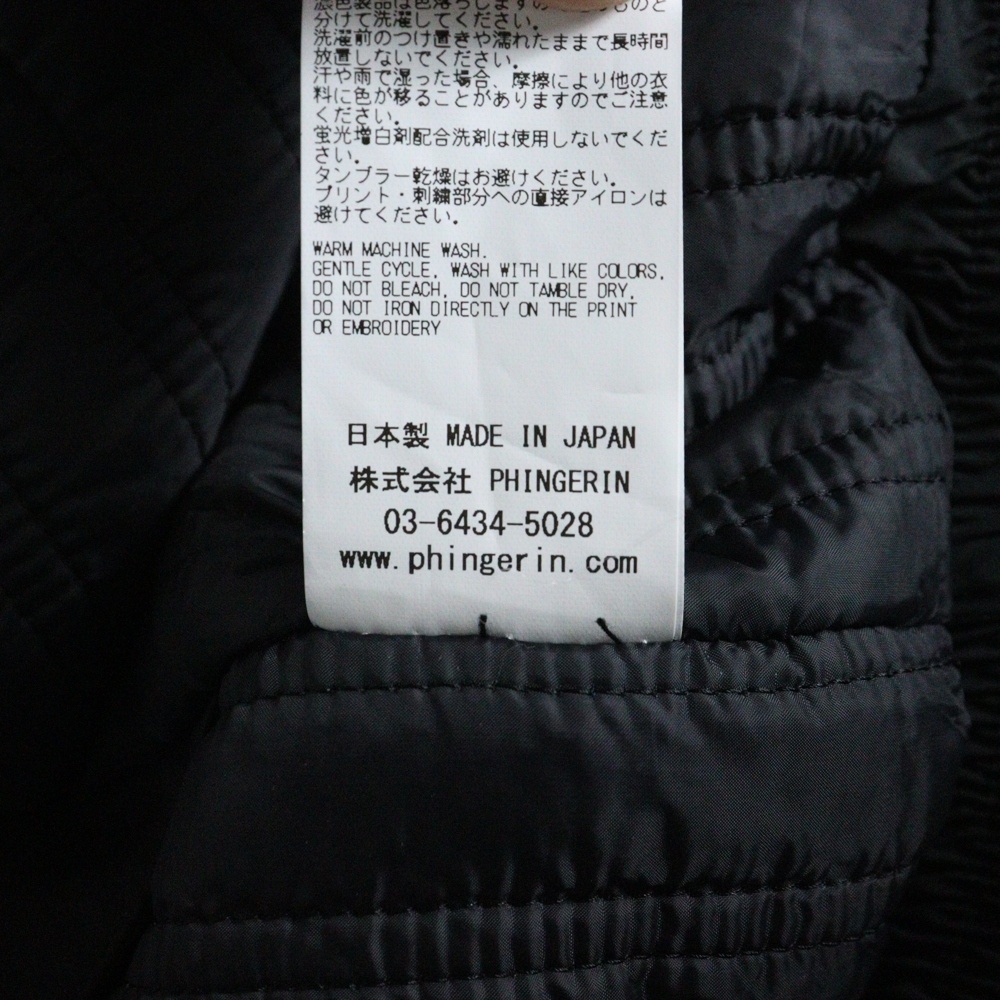 濃色製品は色落ちしますの
分けて洗濯してください。
洗濯前のつけ置きや濡れたままで長時間
放置しないでください。
汗や雨で湿った場合、摩擦により他の衣
料に色が移ることがありますのでご注意
ください。
蛍光増白剤配合洗剤は使用しないでくだ
さい。
タンブラー乾燥はお避けください。
プリント・刺繍部分への直接アイロンは
避けてください。
WARM MACHINE WASH.
GENTLE CYCLE, WASH WITH LIKE COLORS,
DO NOT BLEACH, DO NOT TAMBLE DRY,
DO NOT IRON DIRECTLY ON THE PRINT
OR EMBROIDERY
日本製 MADE IN JAPAN
株式会社 PHINGERIN
03-6434-5028
www.phingerin.com